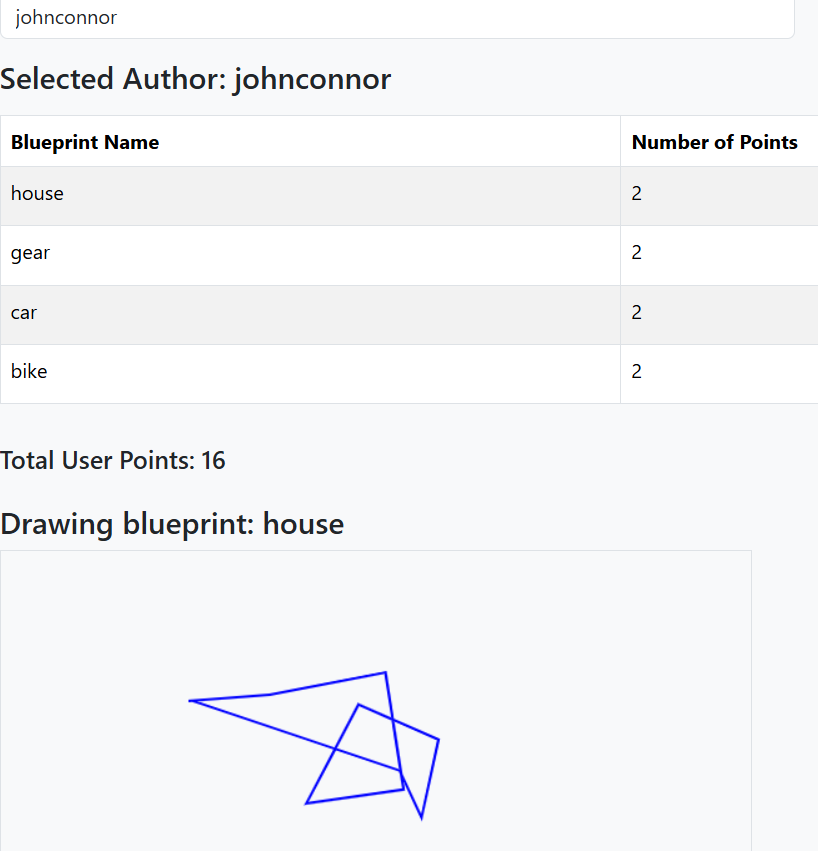 johnconnor
Selected Author: johnconnor
Blueprint Name Number of Points
house 2
gear 2
car 2
bike 2
Total User Points: 16
Drawing blueprint: house